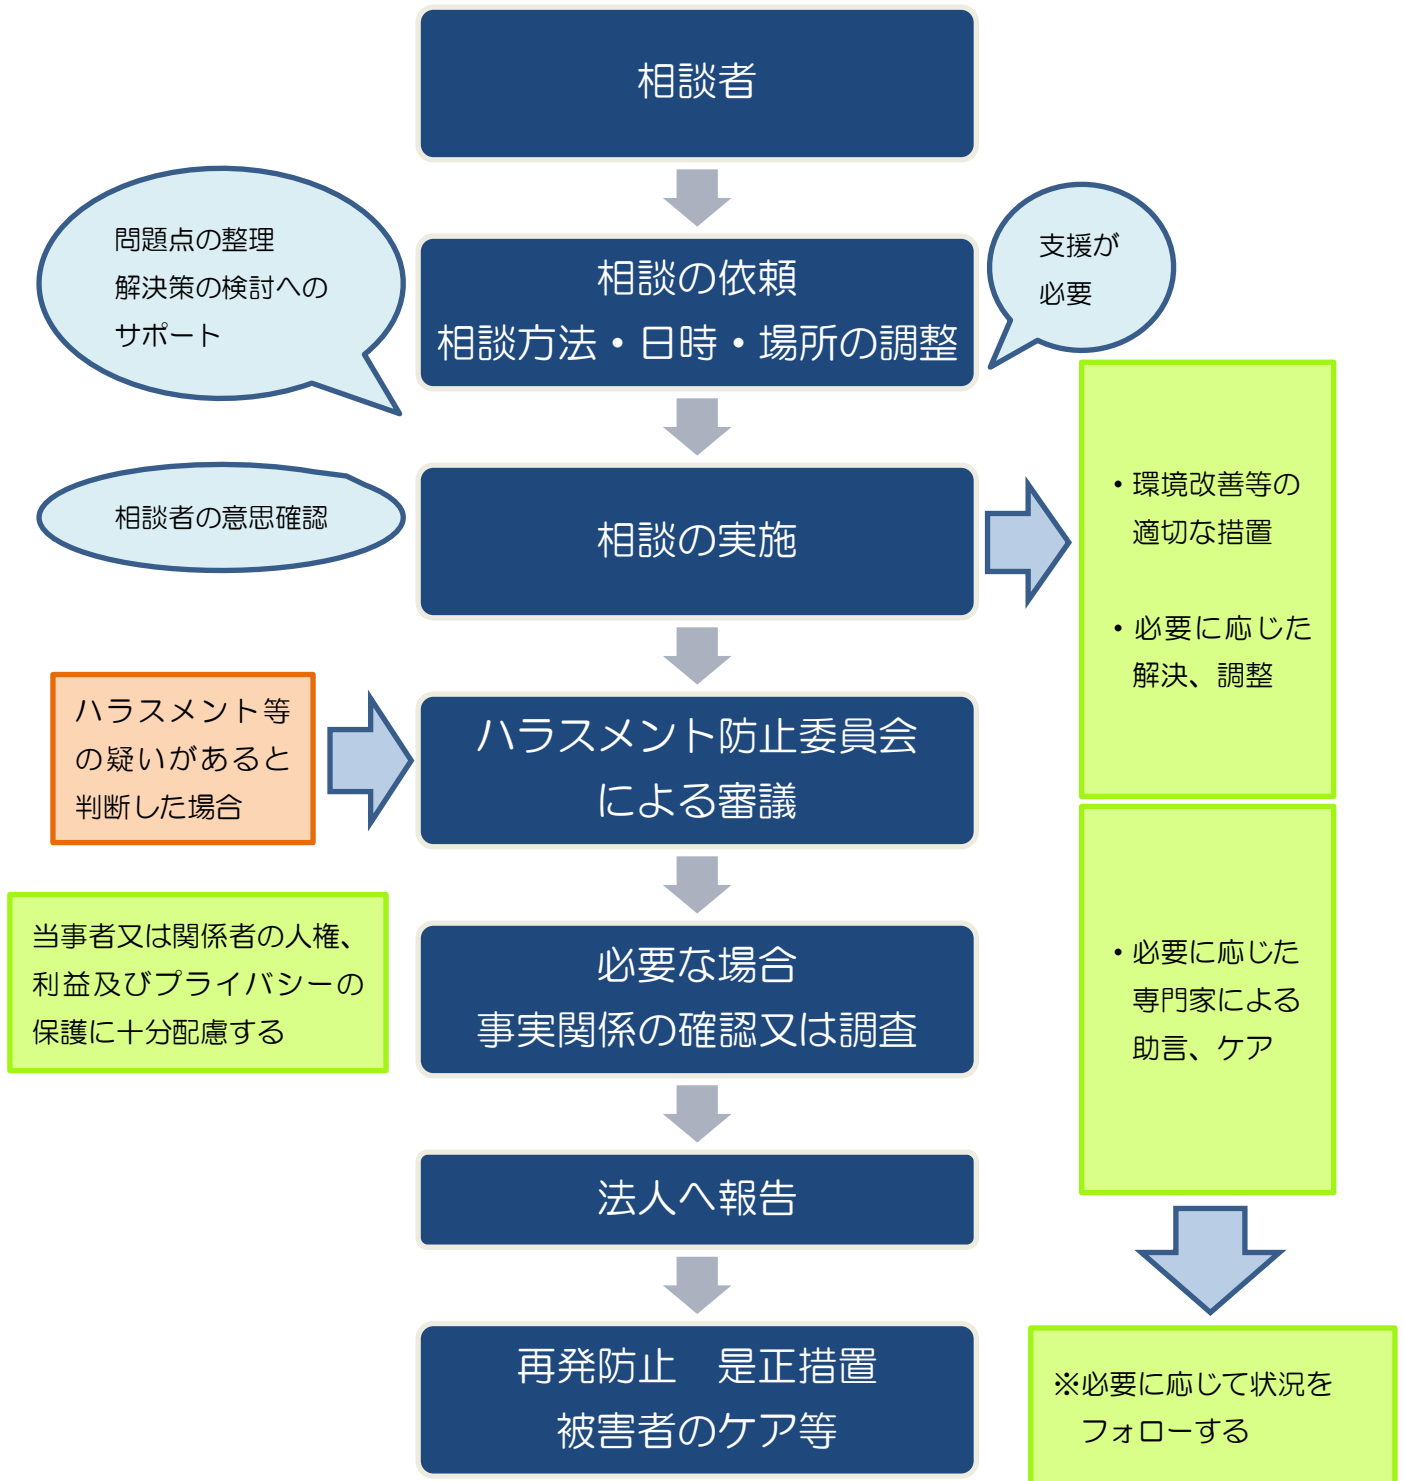 相談者
問題点の整理
解決策の検討への
サポート
支援が
必要
相談の依頼
相談方法・日時・場所の調整
相談者の意思確認
相談の実施
・環境改善等の
適切な措置
・必要に応じた
解決、調整
ハラスメント等
の疑いがあると
判断した場合
ハラスメント防止委員会
による審議
当事者又は関係者の人権、
利益及びプライバシーの
保護に十分配慮する
必要な場合
事実関係の確認又は調査
・必要に応じた
専門家による
助言、ケア
法人へ報告
再発防止　是正措置
被害者のケア等
※必要に応じて状況を
フォローする